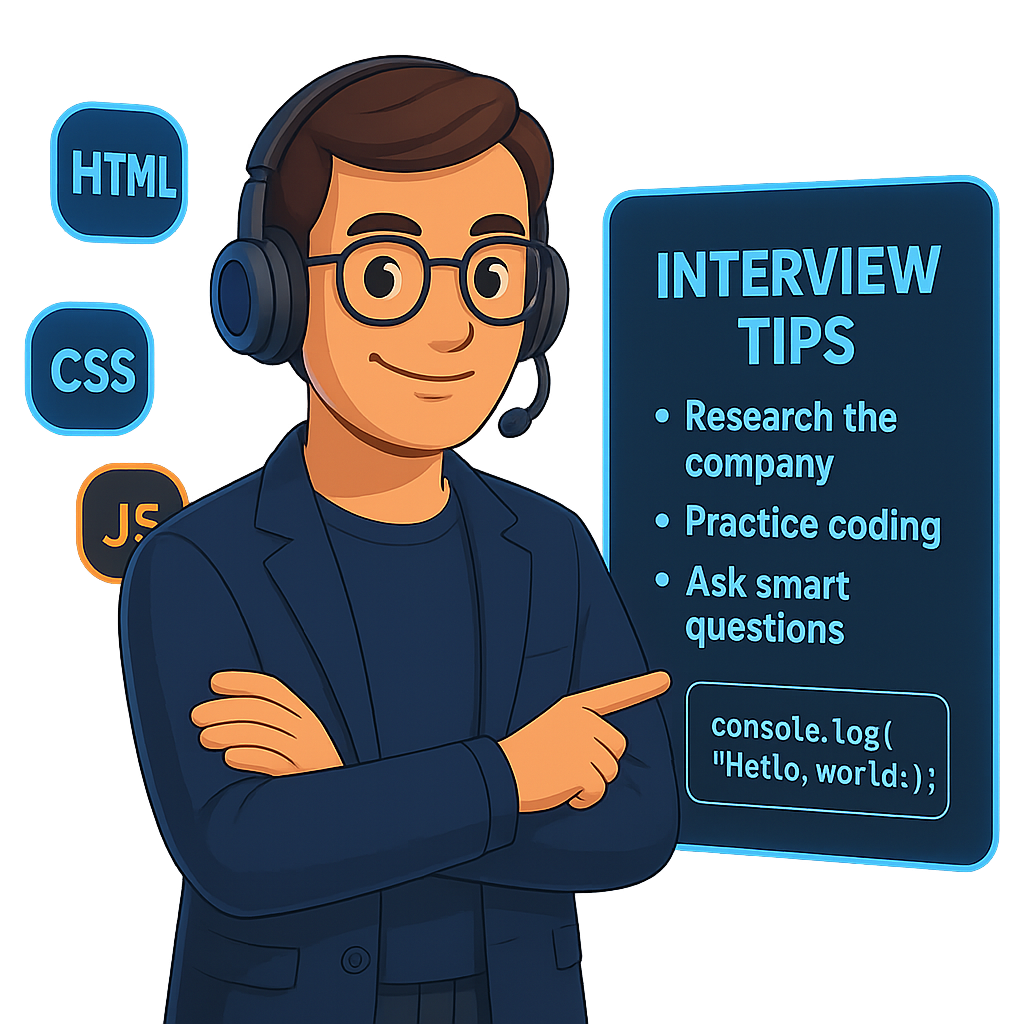 HTML
CSS
JS
INTERVIEW
TIPS
• Research the
company
• Practice coding
• Ask smart
questions
console.log(
"Hetlo, world:);